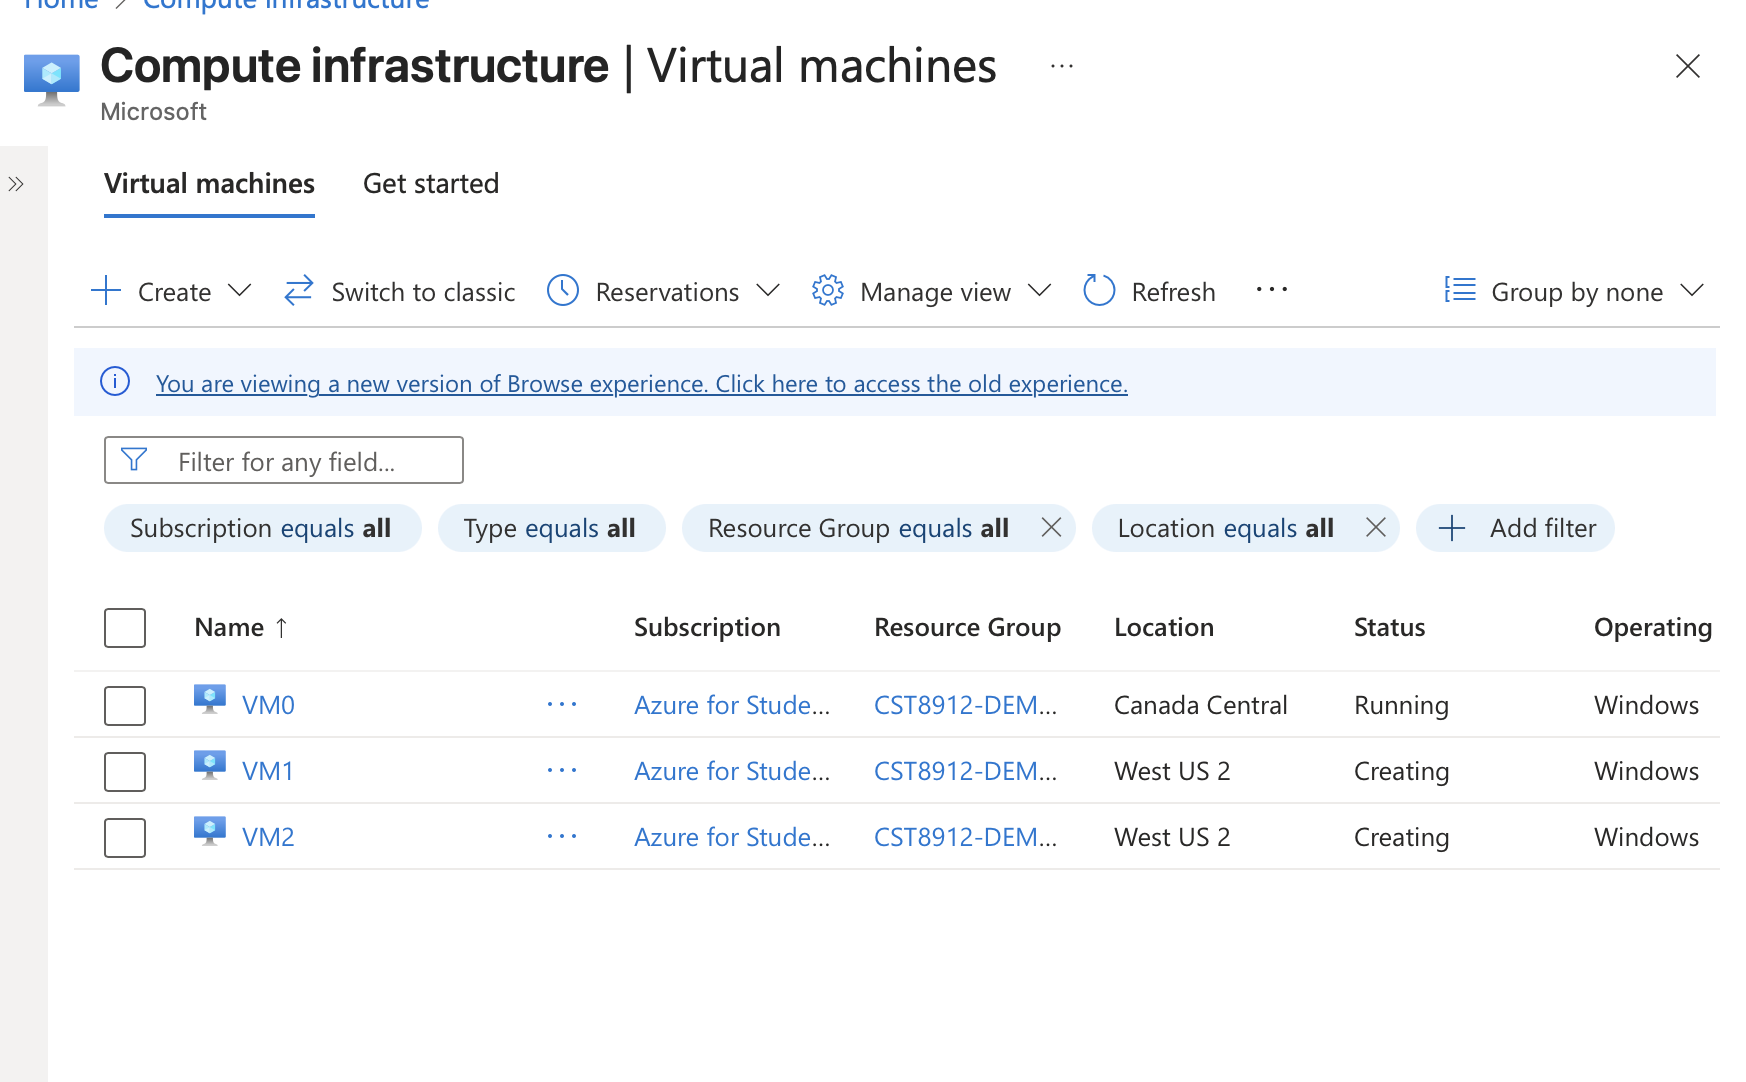 Home > Compute infrastructure
Compute infrastructure | Virtual machines ...
Microsoft
Virtual machines Get started
Create Switch to classic Reservations Manage view Refresh ... Group by none
You are viewing a new version of Browse experience. Click here to access the old experience.
Filter for any field...
Subscription equals all Type equals all Resource Group equals all Location equals all Add filter
Name ↑ Subscription Resource Group Location Status Operating
VM0 ... Azure for Stude... CST8912-DEM... Canada Central Running Windows
VM1 ... Azure for Stude... CST8912-DEM... West US 2 Creating Windows
VM2 ... Azure for Stude... CST8912-DEM... West US 2 Creating Windows